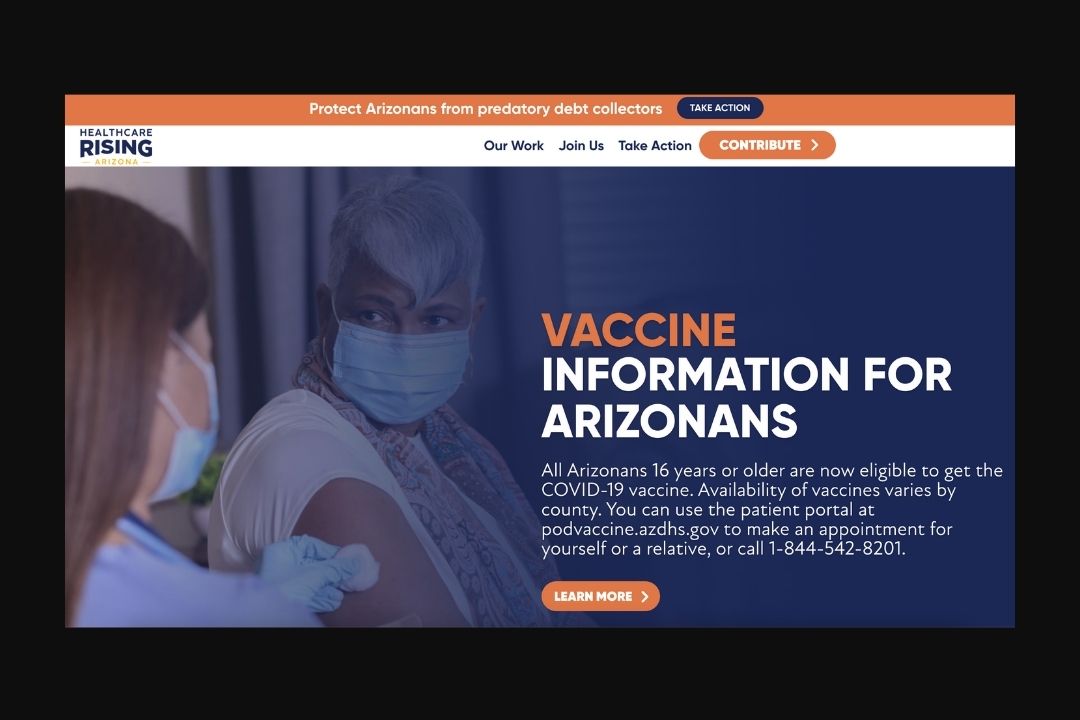 Protect Arizonans from predatory debt collectors TAKE ACTION
HEALTHCARE
RISING
ARIZONA
Our Work Join Us Take Action CONTRIBUTE
VACCINE
INFORMATION FOR
ARIZONANS
All Arizonans 16 years or older are now eligible to get the
COVID-19 vaccine. Availability of vaccines varies by
county. You can use the patient portal at
podvaccine.azdhs.gov to make an appointment for
yourself or a relative, or call 1-844-542-8201.
LEARN MORE